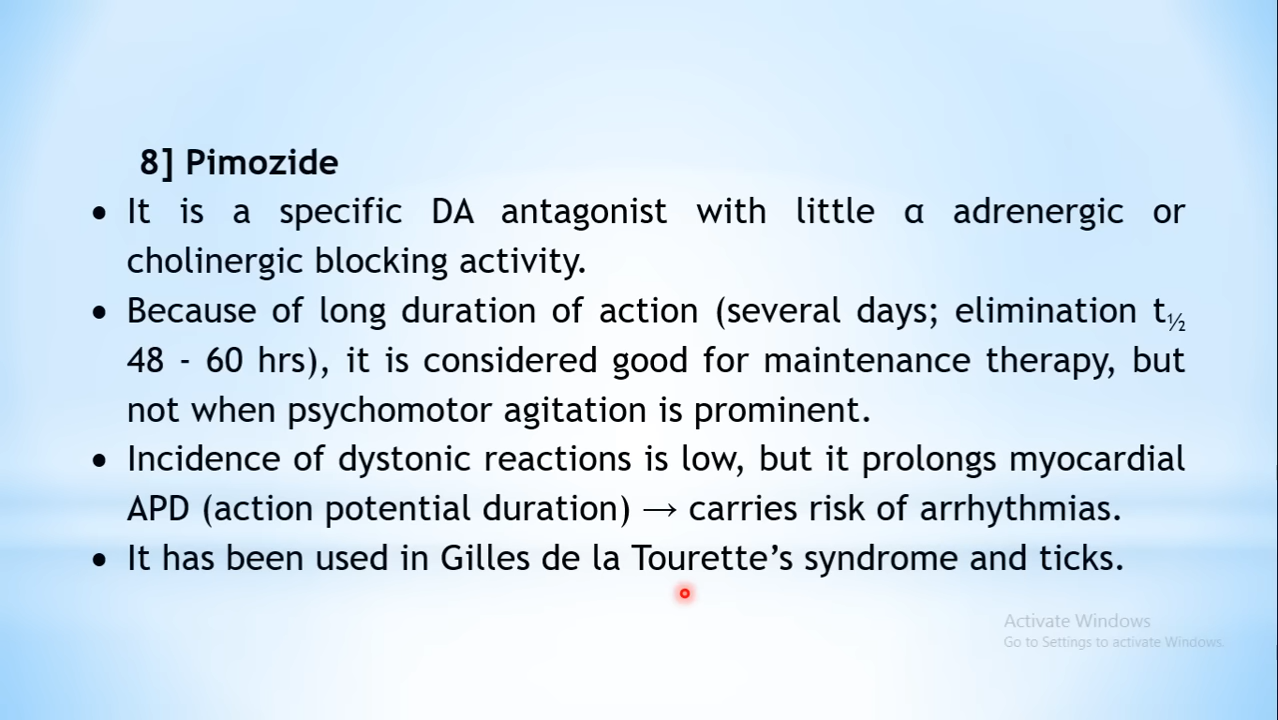 8] Pimozide
• It is a specific DA antagonist with little α adrenergic or
cholinergic blocking activity.
• Because of long duration of action (several days; elimination t½
48 - 60 hrs), it is considered good for maintenance therapy, but
not when psychomotor agitation is prominent.
• Incidence of dystonic reactions is low, but it prolongs myocardial
APD (action potential duration) → carries risk of arrhythmias.
• It has been used in Gilles de la Tourette’s syndrome and ticks.
Activate Windows
Go to Settings to activate Windows.